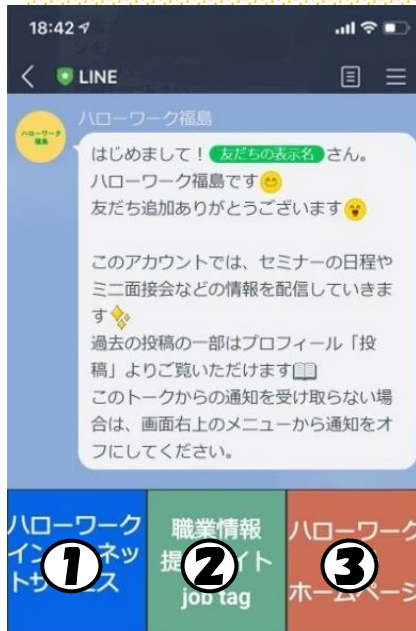 18:42
LINE
ハローワーク福島
ハローワーク
福島
はじめまして！ 友だちの表示名 さん。
ハローワーク福島です
友だち追加ありがとうございます
このアカウントでは、セミナーの日程や
ミニ面接会などの情報を配信していきま
す
過去の投稿の一部はプロフィール「投
稿」よりご覧いただけます
このトークからの通知を受け取らない場
合は、画面右上のメニューから通知をオ
フにしてください。
ハローワーク
イン ネッ
トサ ス
①
職業情報
提 イト
job tag
②
ハローワーク
ホームページ
③